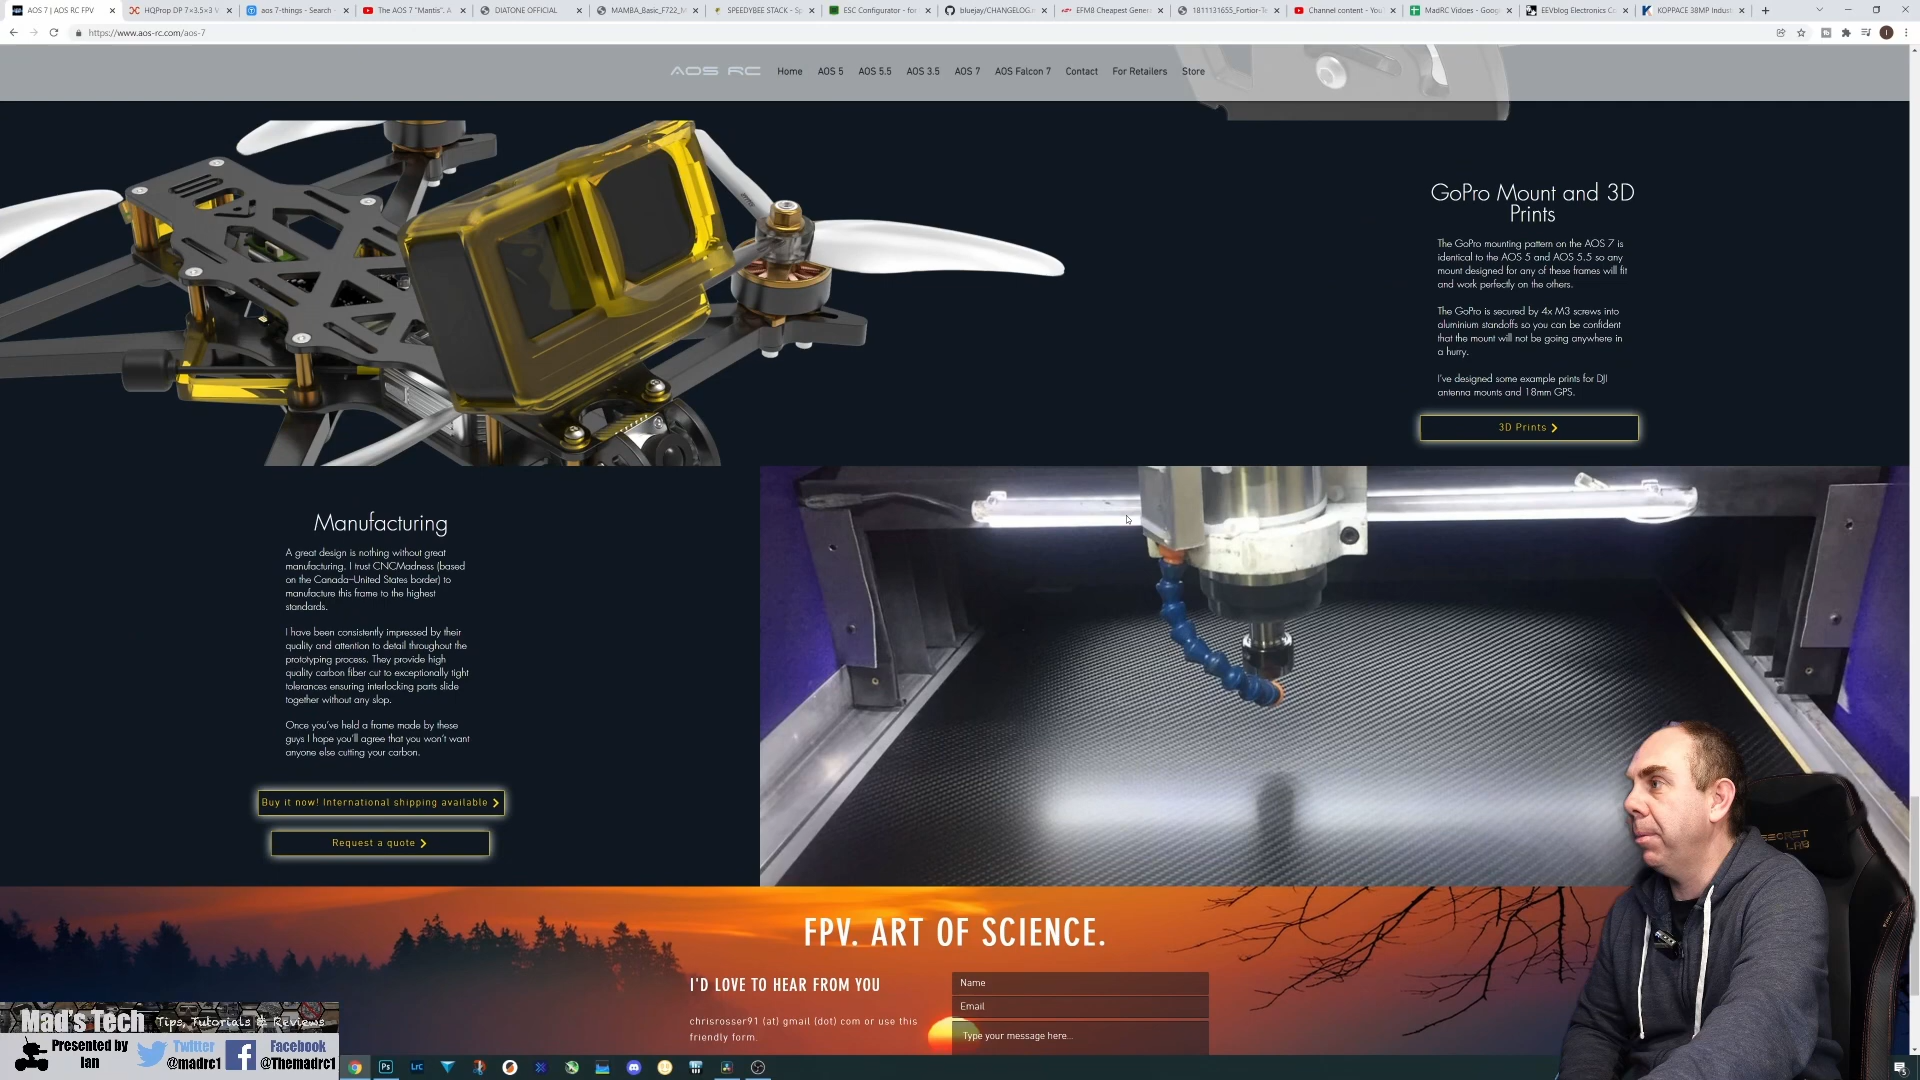 AOS 7 | AOS RC FPV
HQProp DP 7×3.5×3 V
aos 7-things - Search
The AOS 7 "Mantis".
DIATONE OFFICIAL
MAMBA_Basic_F722_M
SPEEDYBEE STACK - Sp
ESC Configurator - for
bluejay/CHANGELOG.m
EFM8 Cheapest Gener
1811131655_Fortior-Te
Channel content - You
MadRC Vidoes - Goog
EEVblog Electronics Co
KOPPACE 38MP Indust
https://www.aos-rc.com/aos-7
AOS RC
Home
AOS 5
AOS 5.5
AOS 3.5
AOS 7
AOS Falcon 7
Contact
For Retailers
Store
GoPro Mount and 3D
Prints
The GoPro mounting pattern on the AOS 7 is
identical to the AOS 5 and AOS 5.5 so any
mount designed for any of these frames will fit
and work perfectly on the others.
The GoPro is secured by 4x M3 screws into
aluminium standoffs so you can be confident
that the mount will not be going anywhere in
a hurry.
I've designed some example prints for DJI
antenna mounts and 18mm GPS.
3D Prints
Manufacturing
A great design is nothing without great
manufacturing. I trust CNCMadness (based
on the Canada–United States border) to
manufacture this frame to the highest
standards.
I have been consistently impressed by their
quality and attention to detail throughout the
prototyping process. They provide high
quality carbon fiber cut to exceptionally tight
tolerances ensuring interlocking parts slide
together without any slop.
Once you've held a frame made by these
guys I hope you'll agree that you won't want
anyone else cutting your carbon.
Buy it now! International shipping available
Request a quote
SECRET
LAB
FPV. ART OF SCIENCE.
I'D LOVE TO HEAR FROM YOU
chrisrosser91 (at) gmail (dot) com or use this
friendly form.
Name
Email
Type your message here...
Mad's Tech
Tips, Tutorials & Reviews
Presented by
Ian
Twitter
@madrc1
Facebook
@Themadrc1
Ps
LrC